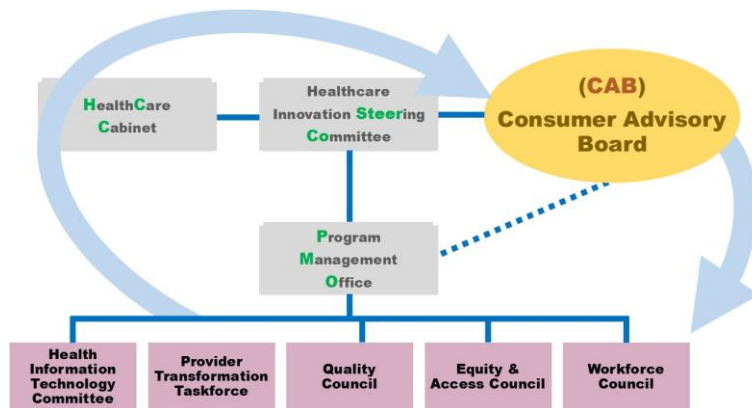 HealthCare
Cabinet
Healthcare
Innovation Steering
Committee
(CAB)
Consumer Advisory
Board
Program
Management
Office
Health
Information
Technology
Committee
Provider
Transformation
Taskforce
Quality
Council
Equity &
Access Council
Workforce
Council